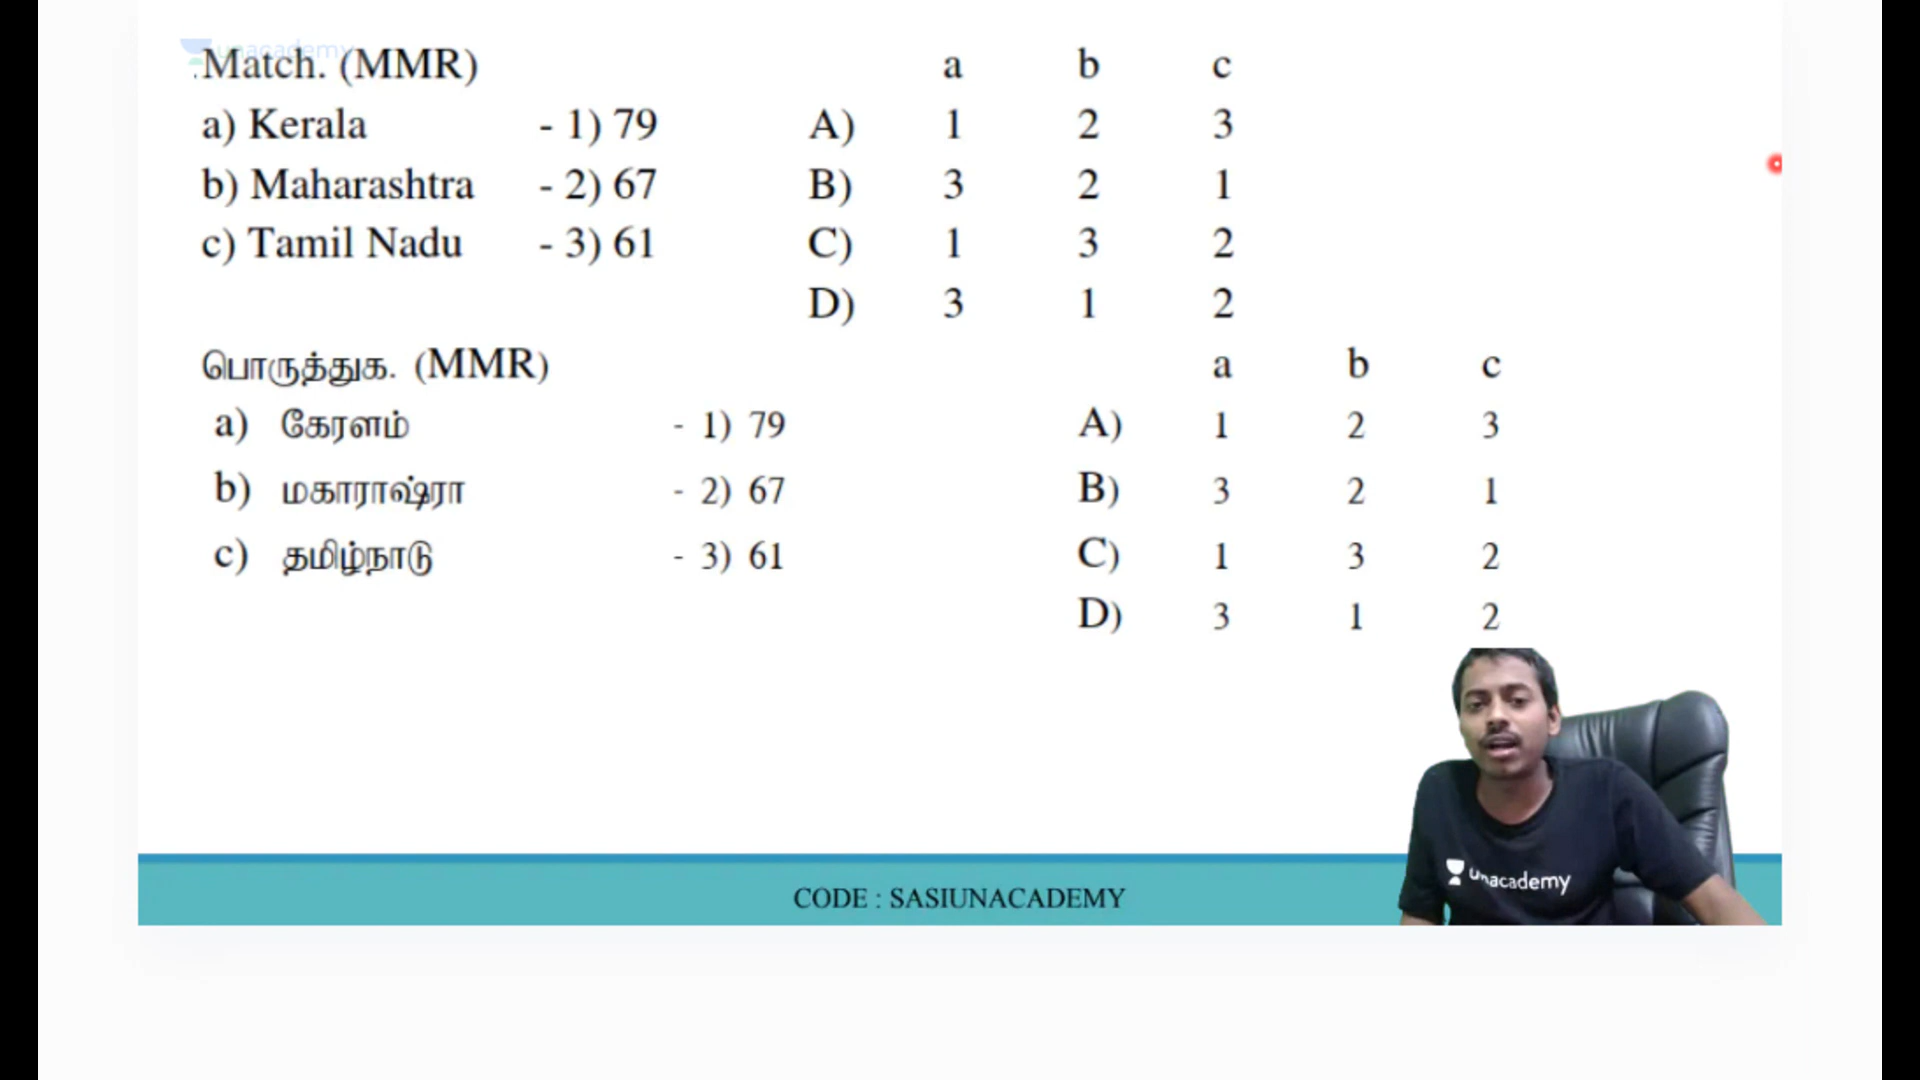 unacademy
.Match. (MMR) a b c
a) Kerala - 1) 79 A) 1 2 3
b) Maharashtra - 2) 67 B) 3 2 1
c) Tamil Nadu - 3) 61 C) 1 3 2
D) 3 1 2
பொருத்துக. (MMR) a b c
a) கேரளம் - 1) 79 A) 1 2 3
b) மகாராஷ்ரா - 2) 67 B) 3 2 1
c) தமிழ்நாடு - 3) 61 C) 1 3 2
D) 3 1 2
unacademy
CODE : SASIUNACADEMY